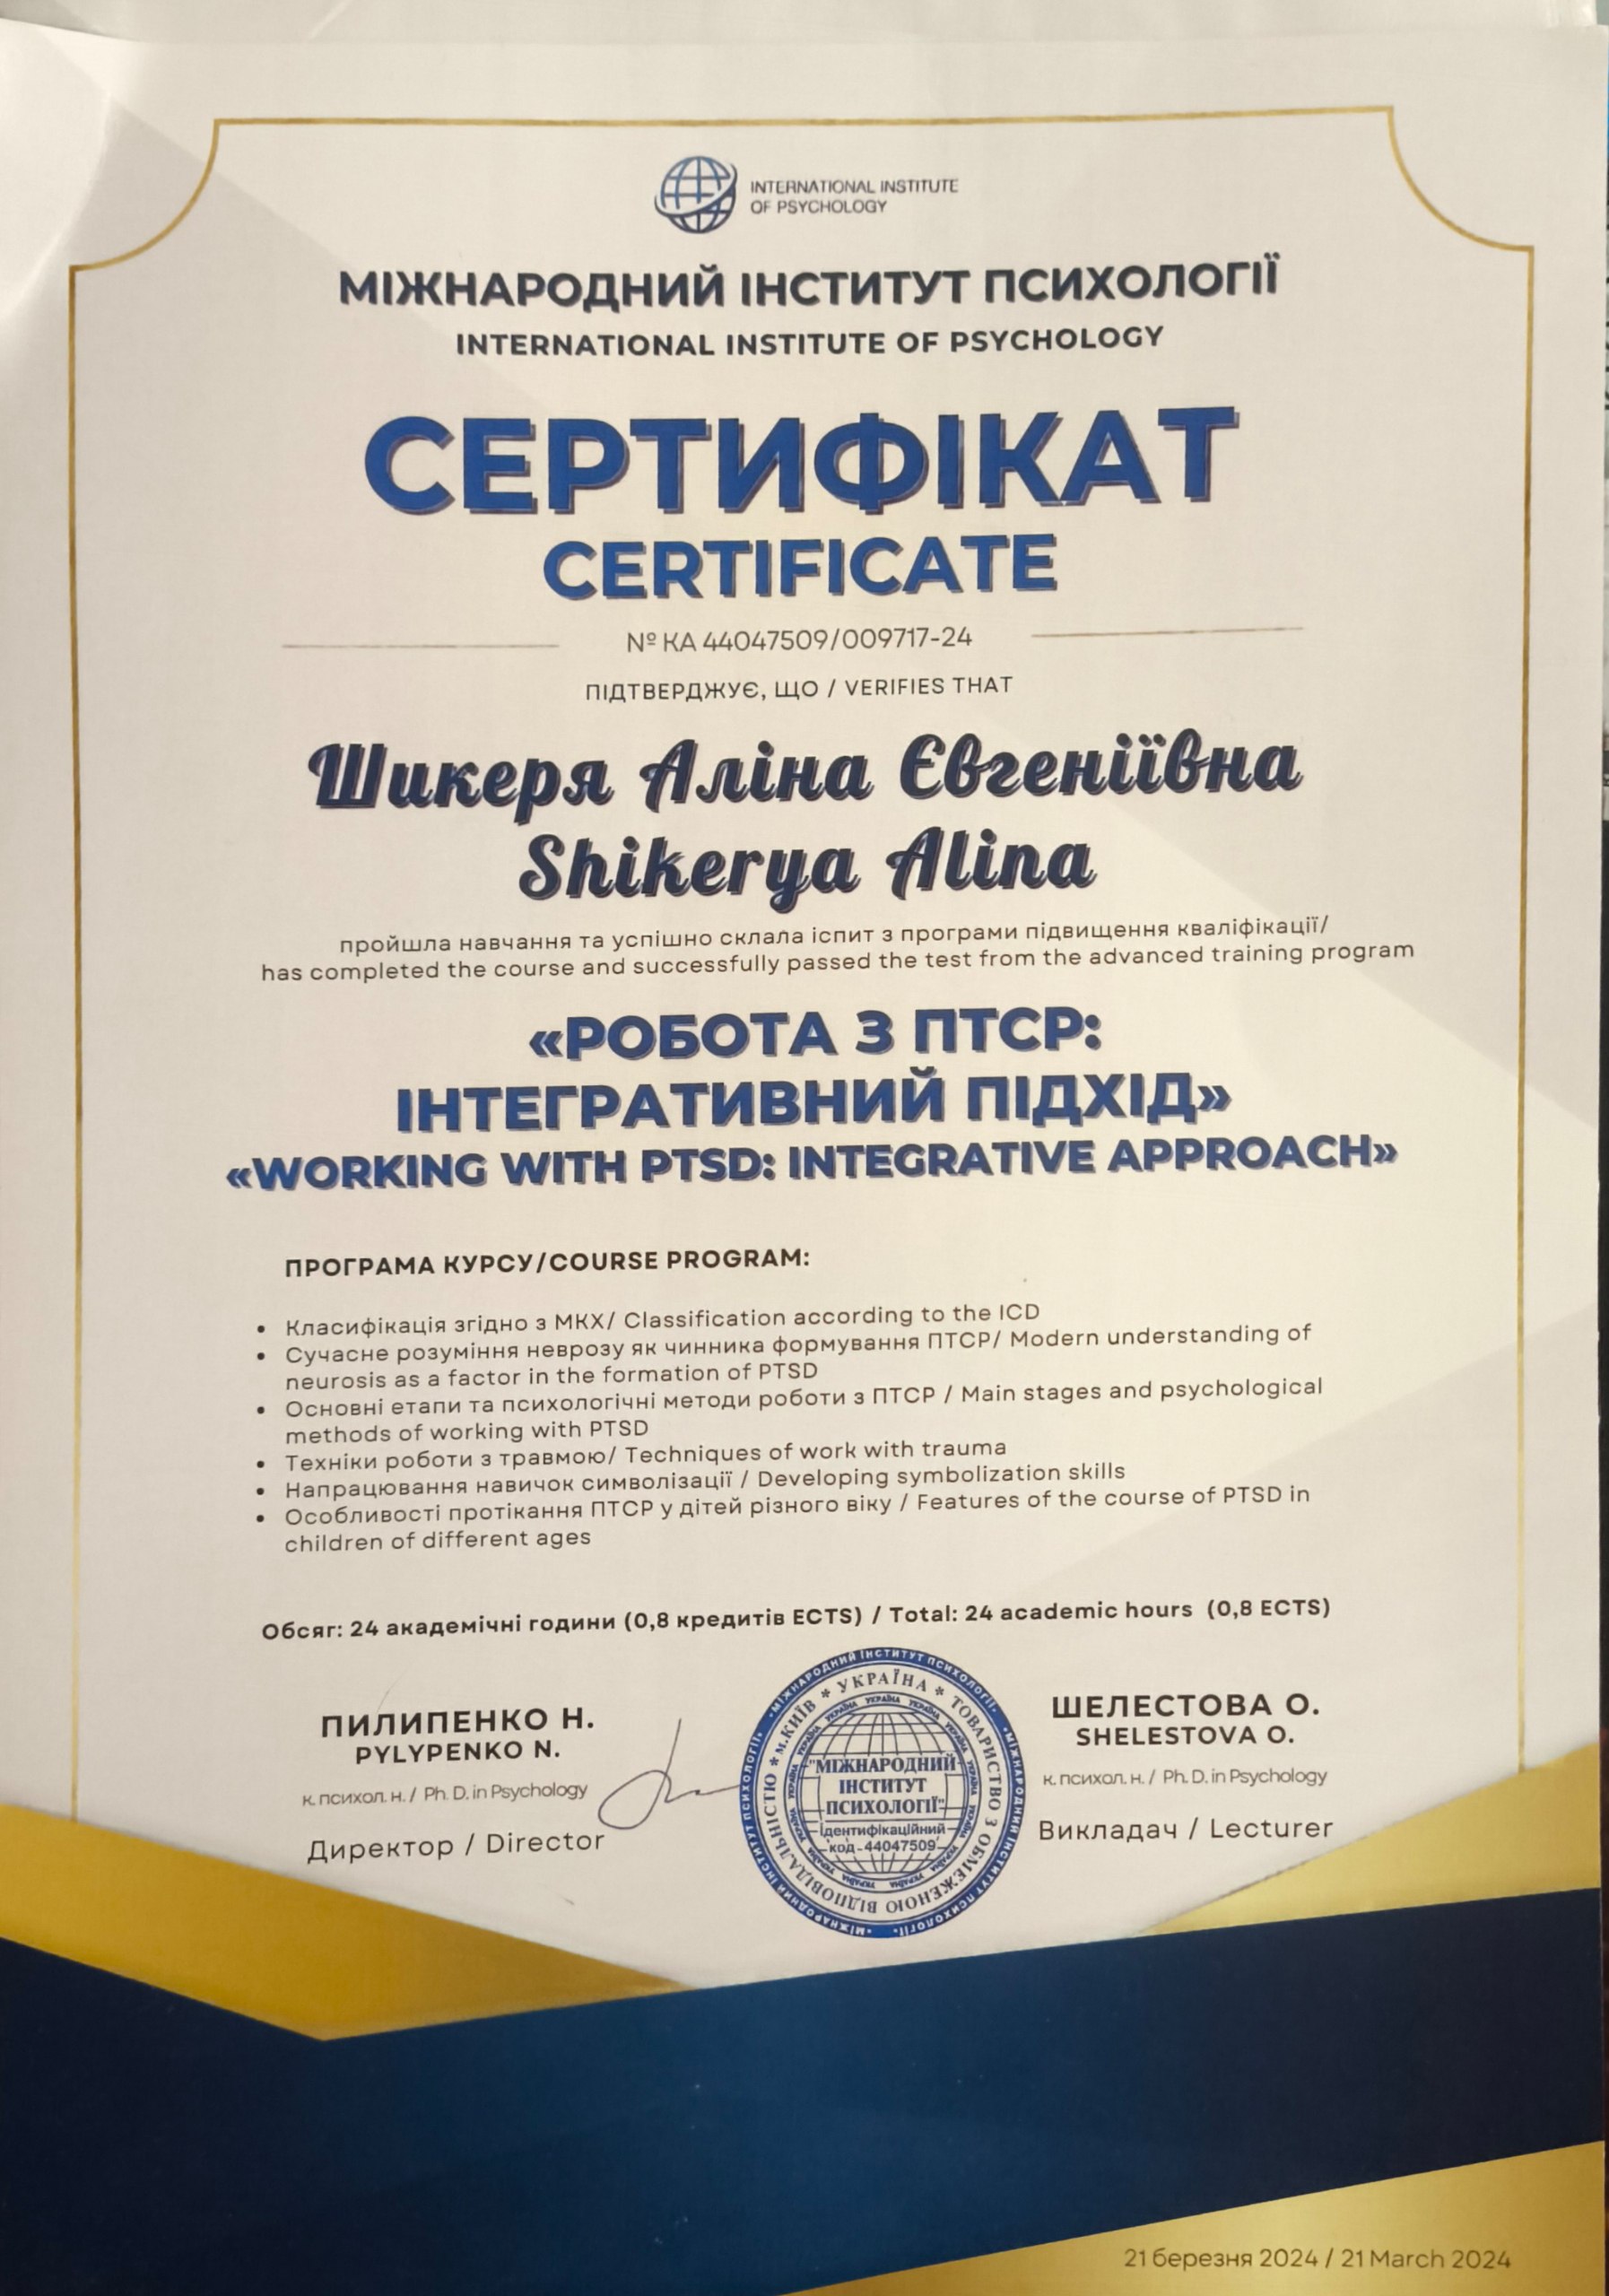 INTERNATIONAL INSTITUTE
OF PSYCHOLOGY
МІЖНАРОДНИЙ ІНСТИТУТ ПСИХОЛОГІЇ
INTERNATIONAL INSTITUTE OF PSYCHOLOGY
СЕРТИФІКАТ
CERTIFICATE
№ КА 44047509/009717-24
ПІДТВЕРДЖУЄ, ЩО / VERIFIES THAT
Шикеря Аліна Євгеніївна
Shikerya Alina
пройшла навчання та успішно склала іспит з програми підвищення кваліфікації/
has completed the course and successfully passed the test from the advanced training program
«РОБОТА З ПТСР:
ІНТЕГРАТИВНИЙ ПІДХІД»
«WORKING WITH PTSD: INTEGRATIVE APPROACH»
ПРОГРАМА КУРСУ/COURSE PROGRAM:
• Класифікація згідно з МКХ/ Classification according to the ICD
• Сучасне розуміння неврозу як чинника формування ПТСР/ Modern understanding of
neurosis as a factor in the formation of PTSD
• Основні етапи та психологічні методи роботи з ПТСР / Main stages and psychological
methods of working with PTSD
• Техніки роботи з травмою/ Techniques of work with trauma
• Напрацювання навичок символізації / Developing symbolization skills
• Особливості протікання ПТСР у дітей різного віку / Features of the course of PTSD in
children of different ages
Обсяг: 24 академічні години (0,8 кредитів ECTS) / Total: 24 academic hours (0,8 ECTS)
ПИЛИПЕНКО Н.
PYLYPENKO N.
к. психол. н. / Ph. D. in Psychology
Директор / Director
«МІЖНАРОДНИЙ ІНСТИТУТ ПСИХОЛОГІЇ»
* м.КИЇВ * УКРАЇНА * ТОВАРИСТВО З ОБМЕЖЕНОЮ ВІДПОВІДАЛЬНІСТЮ
УКРАЇНА
"МІЖНАРОДНИЙ
ІНСТИТУТ
ПСИХОЛОГІЇ"
Ідентифікаційний
код 44047509
ШЕЛЕСТОВА О.
SHELESTOVA O.
к. психол. н. / Ph. D. in Psychology
Викладач / Lecturer
21 березня 2024 / 21 March 2024